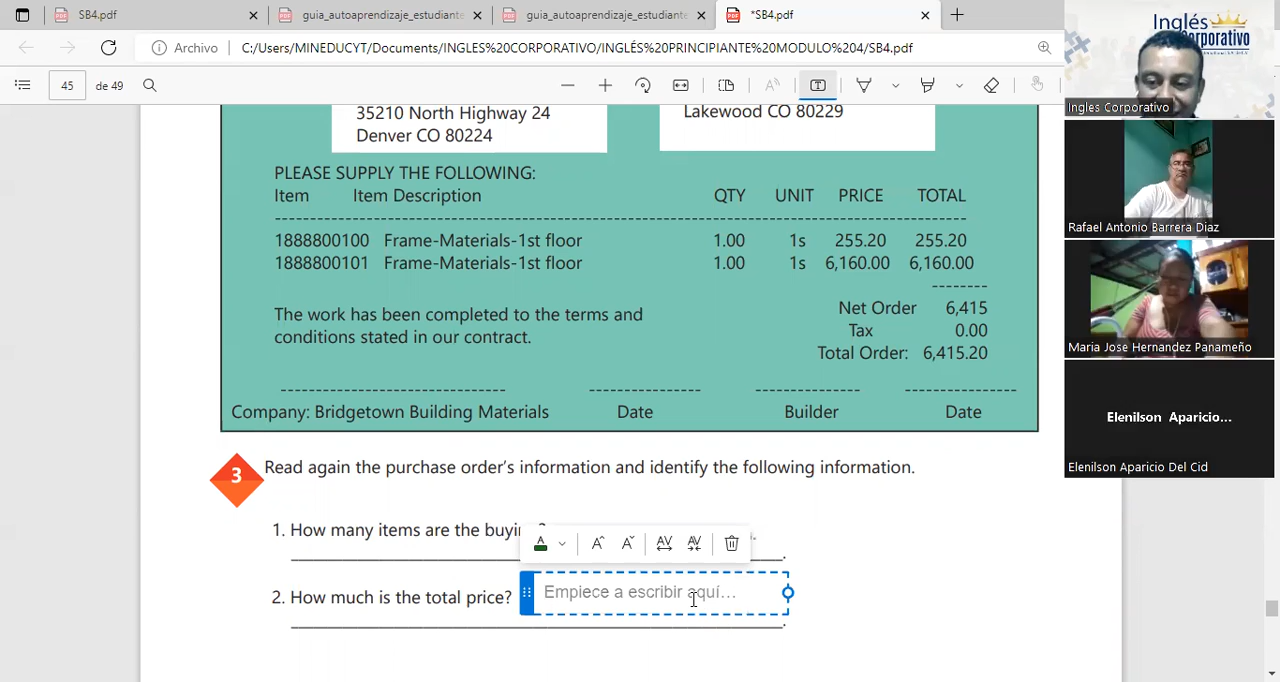 SB4.pdf
guia_autoaprendizaje_estudiante
guia_autoaprendizaje_estudiante
*SB4.pdf
Archivo
C:/Users/MINEDUCYT/Documents/INGLES%20CORPORATIVO/INGLÉS%20PRINCIPIANTE%20MODULO%204/SB4.pdf
45 de 49
35210 North Highway 24
Denver CO 80224
Lakewood CO 80229
PLEASE SUPPLY THE FOLLOWING:
Item Item Description QTY UNIT PRICE TOTAL
1888800100 Frame-Materials-1st floor 1.00 1s 255.20 255.20
1888800101 Frame-Materials-1st floor 1.00 1s 6,160.00 6,160.00
Net Order 6,415
The work has been completed to the terms and
Tax 0.00
conditions stated in our contract.
Total Order: 6,415.20
Company: Bridgetown Building Materials Date Builder Date
3 Read again the purchase order's information and identify the following information.
1. How many items are the buying?
2. How much is the total price?
Empiece a escribir aquí...
Inglés
Corporativo
Ingles Corporativo
Rafael Antonio Barrera Diaz
Maria Jose Hernandez Panameño
Elenilson Aparicio...
Elenilson Aparicio Del Cid